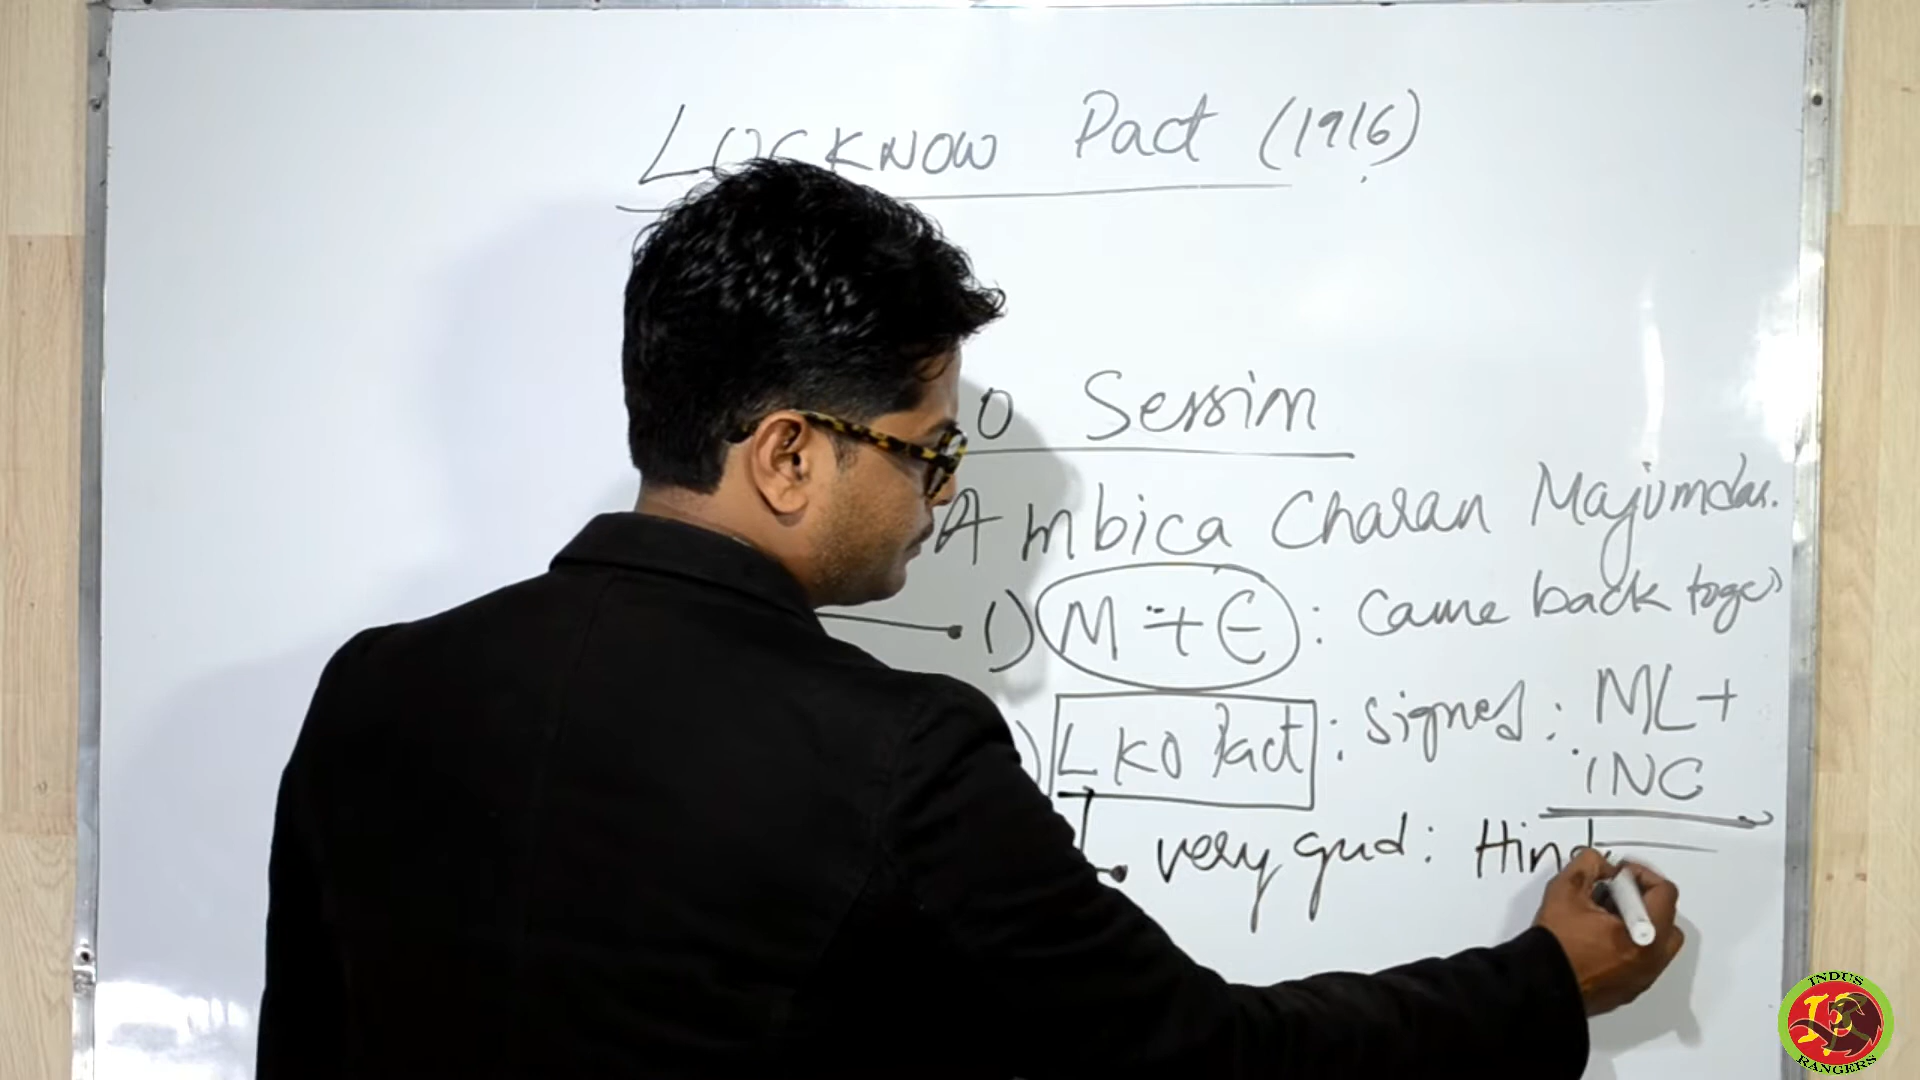 LUCKNOW Pact (1916)
O Session
Ambica Charan Majumdar.
1) M + E : Came back toge
) LKO Pact : Signed : ML +
INC
very gud : Hind
INDUS
IR
RANGERS